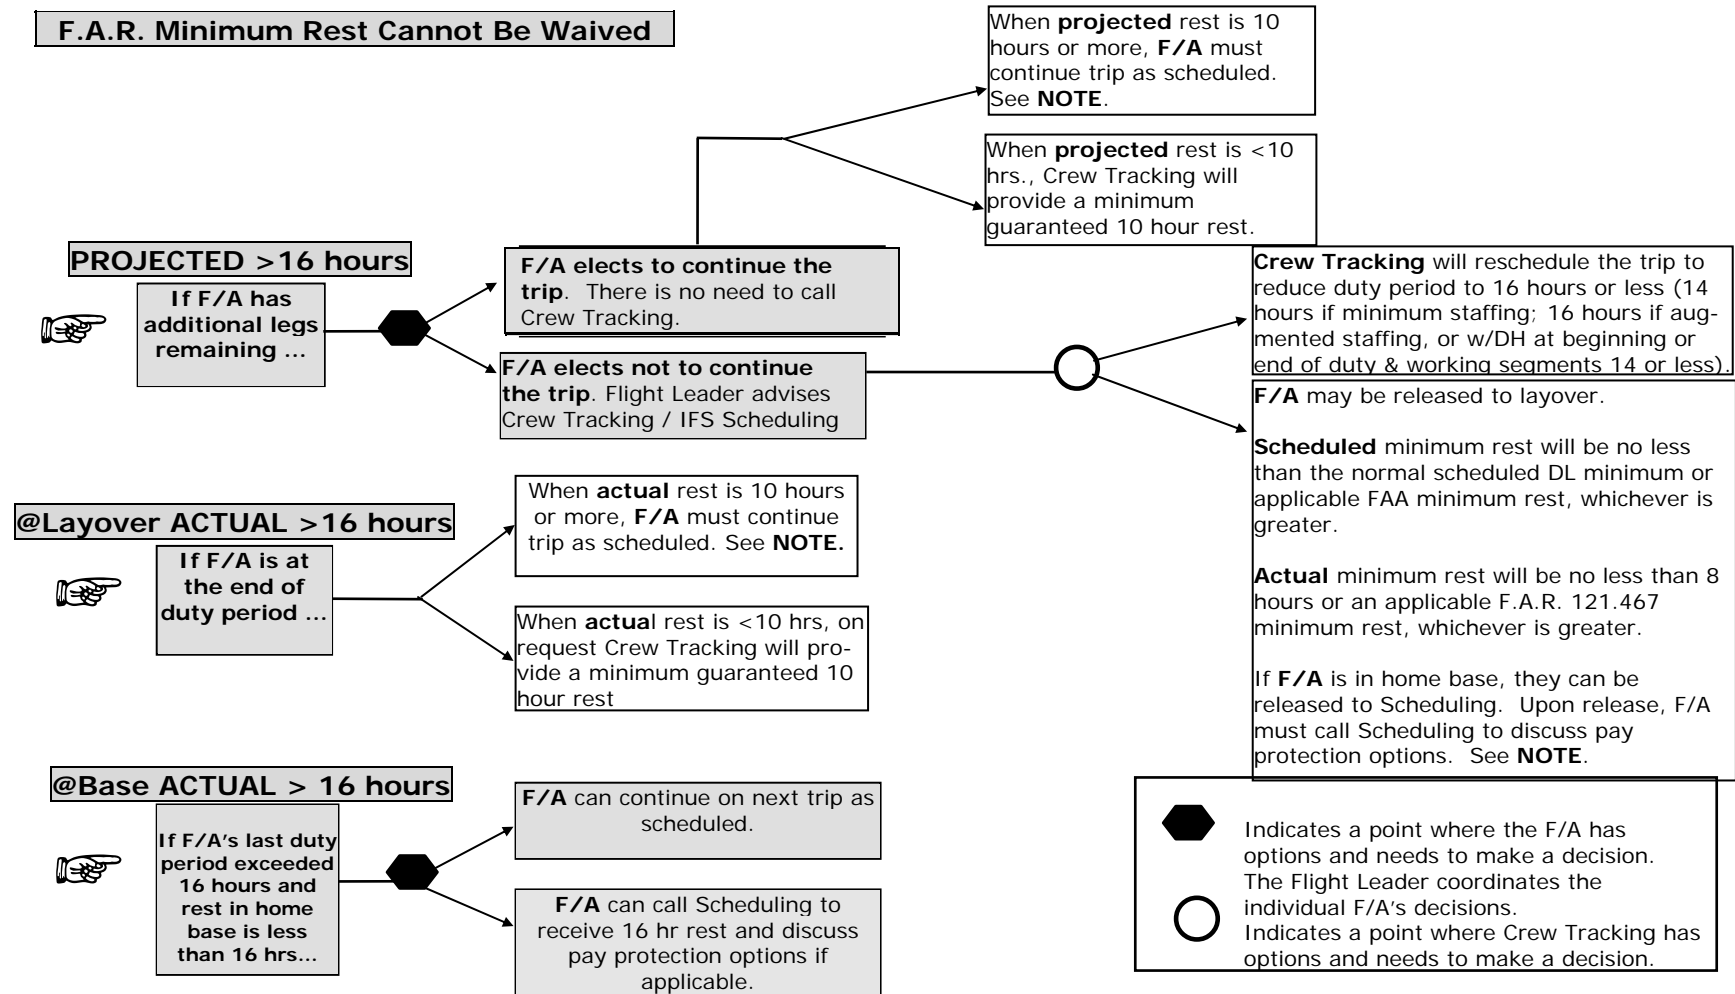 F.A.R. Minimum Rest Cannot Be Waived
When projected rest is 10
hours or more, F/A must
continue trip as scheduled.
See NOTE.
When projected rest is <10
hrs., Crew Tracking will
provide a minimum
guaranteed 10 hour rest.
PROJECTED >16 hours
If F/A has
additional legs
remaining …
F/A elects to continue the
trip. There is no need to call
Crew Tracking.
F/A elects not to continue
the trip. Flight Leader advises
Crew Tracking / IFS Scheduling
Crew Tracking will reschedule the trip to
reduce duty period to 16 hours or less (14
hours if minimum staffing; 16 hours if aug-
mented staffing, or w/DH at beginning or
end of duty & working segments 14 or less).
F/A may be released to layover.
Scheduled minimum rest will be no less
than the normal scheduled DL minimum or
applicable FAA minimum rest, whichever is
greater.
Actual minimum rest will be no less than 8
hours or an applicable F.A.R. 121.467
minimum rest, whichever is greater.
If F/A is in home base, they can be
released to Scheduling. Upon release, F/A
must call Scheduling to discuss pay
protection options. See NOTE.
@Layover ACTUAL >16 hours
If F/A is at
the end of
duty period …
When actual rest is 10 hours
or more, F/A must continue
trip as scheduled. See NOTE.
When actual rest is <10 hrs, on
request Crew Tracking will pro-
vide a minimum guaranteed 10
hour rest
@Base ACTUAL > 16 hours
If F/A's last duty
period exceeded
16 hours and
rest in home
base is less
than 16 hrs…
F/A can continue on next trip as
scheduled.
F/A can call Scheduling to
receive 16 hr rest and discuss
pay protection options if
applicable.
Indicates a point where the F/A has
options and needs to make a decision.
The Flight Leader coordinates the
individual F/A's decisions.
Indicates a point where Crew Tracking has
options and needs to make a decision.